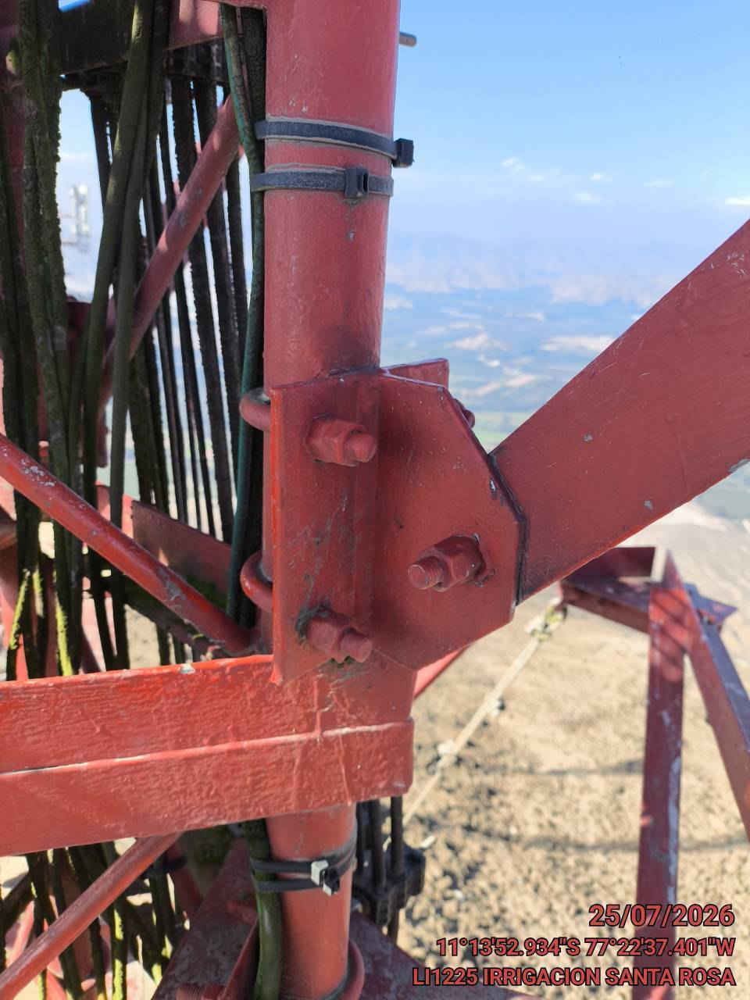 25/07/2026
11°13'52.934"S 77°22'37.401"W
LI1225 IRRIGACION SANTA ROSA